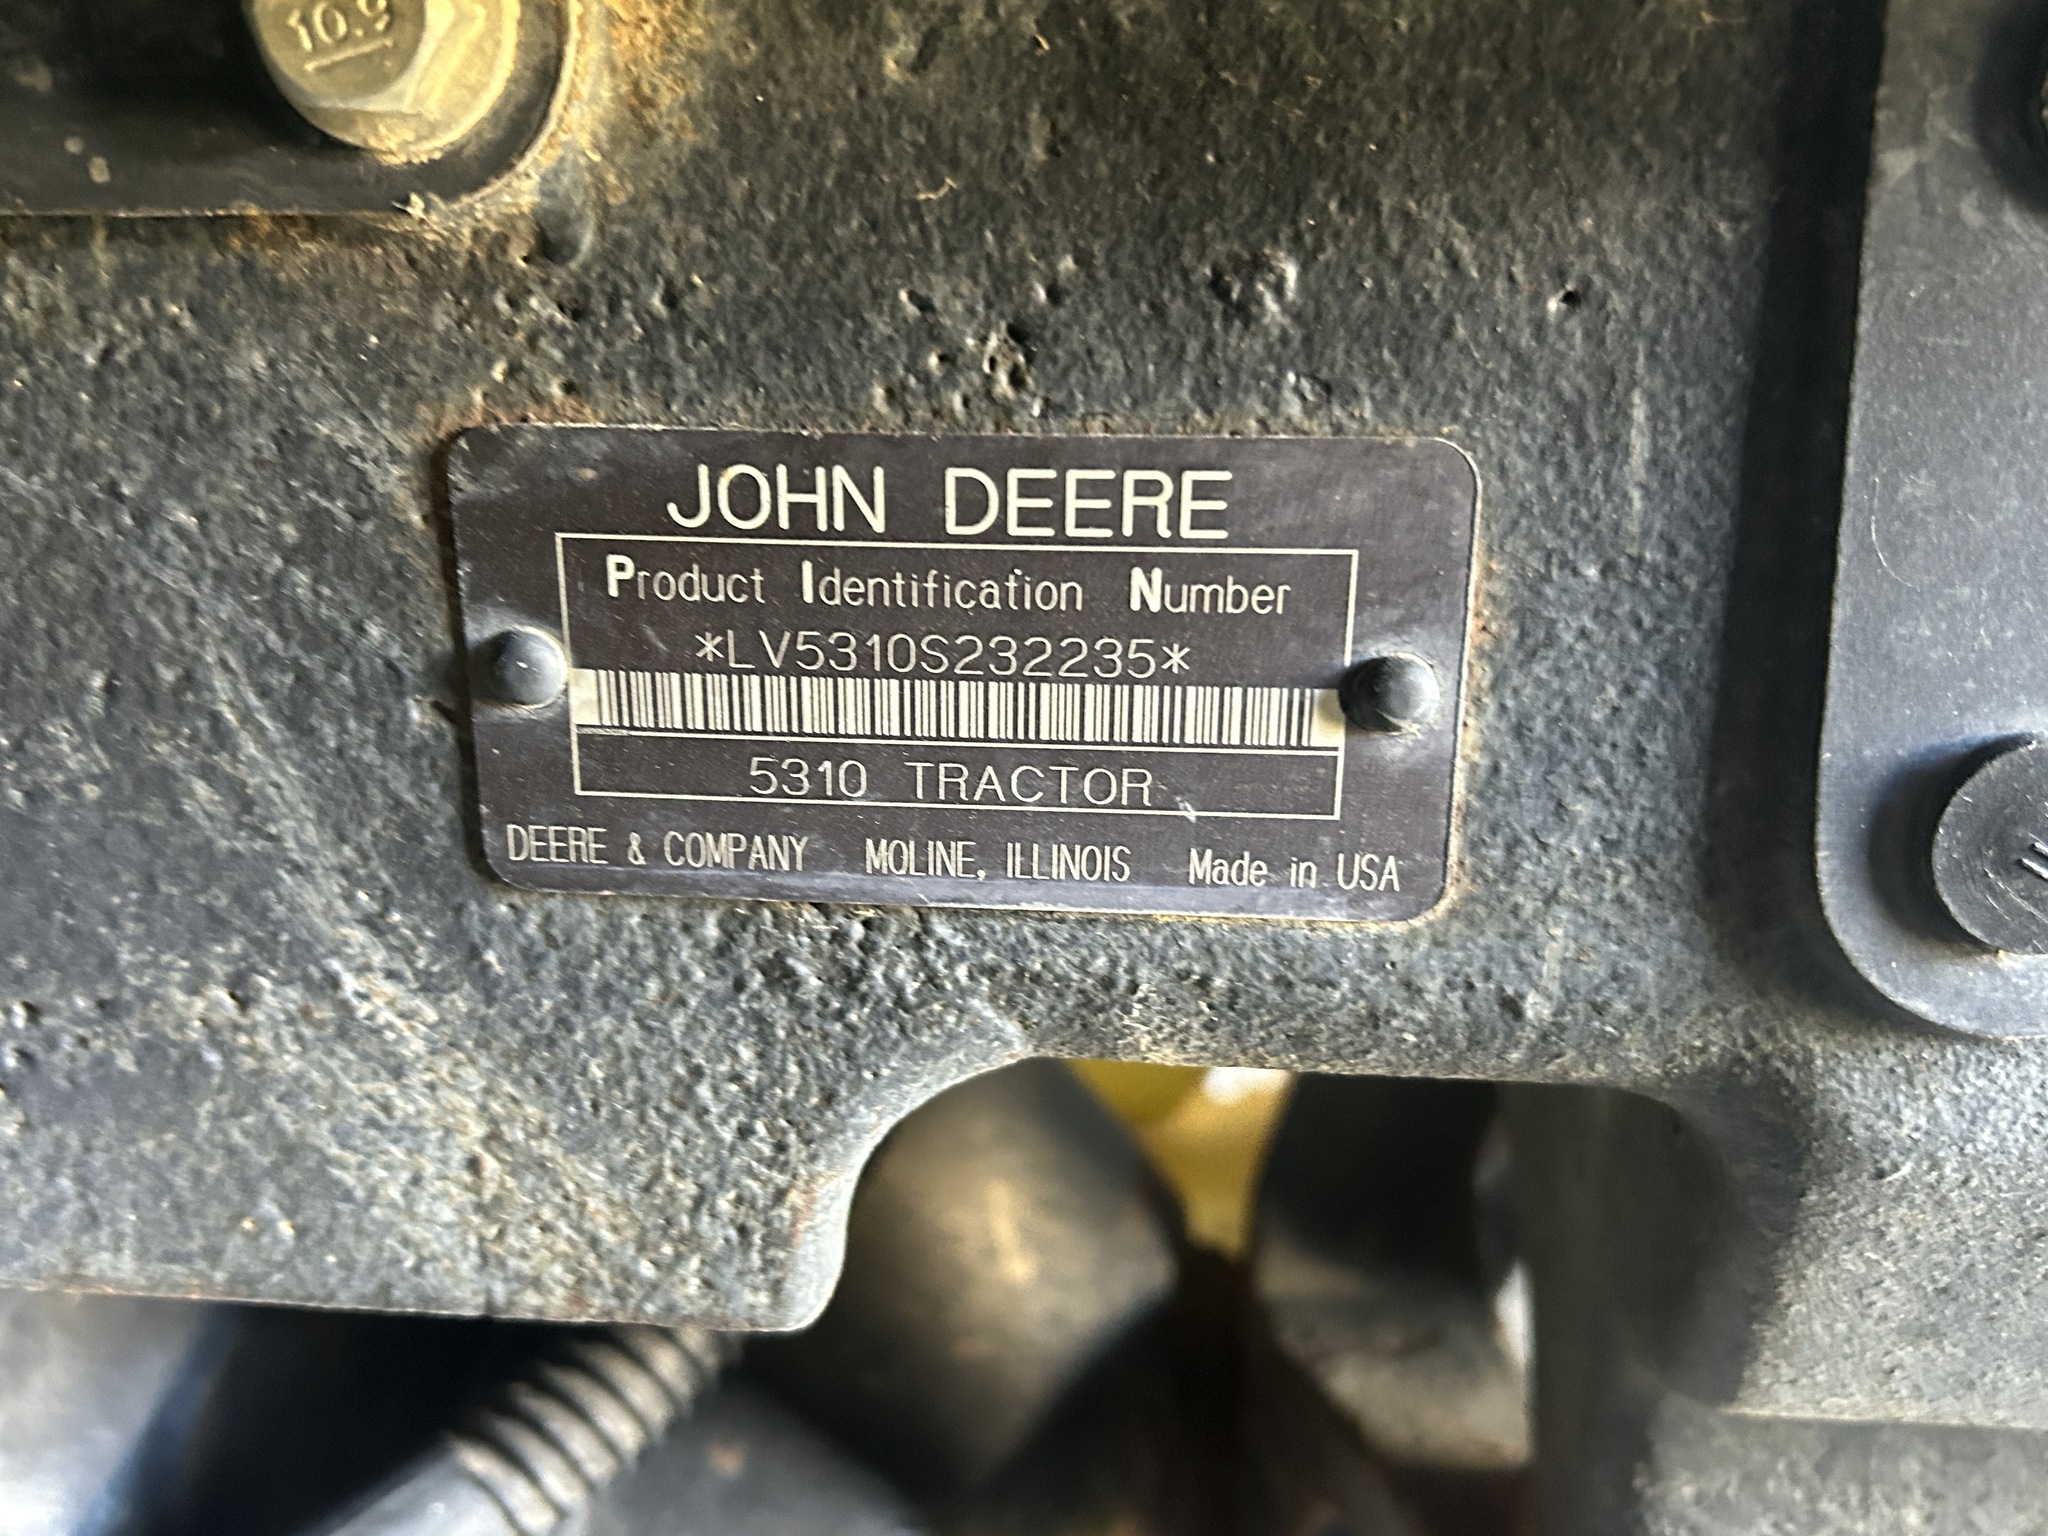 10.9
JOHN DEERE
Product Identification Number
*LV5310S232235*
5310 TRACTOR
DEERE & COMPANY MOLINE, ILLINOIS Made in USA